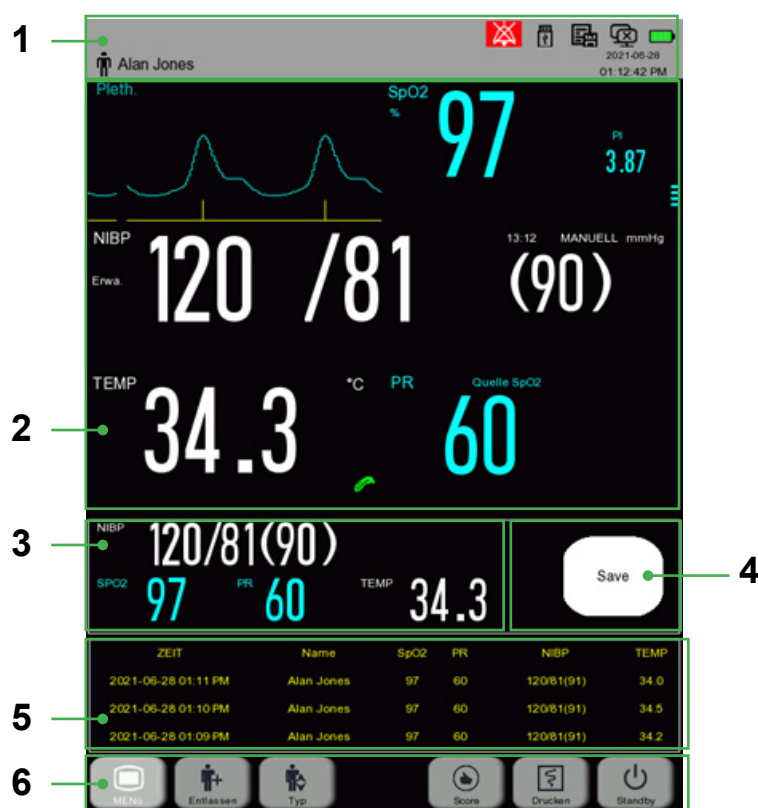 1
Alan Jones
2021-06-28
01:12:42 PM
Pleth.
SpO2
%
97
PI
3.87
NIBP
Erwa.
120 /81
13:12 MANUELL mmHg
(90)
TEMP
°C
34.3
PR
Quelle SpO2
60
2
3
NIBP
120/81(90)
SPO2
97
PR
60
TEMP
34.3
Save
4
ZEIT Name SpO2 PR NIBP TEMP
2021-06-28 01:11 PM Alan Jones 97 60 120/81(91) 34.0
2021-06-28 01:10 PM Alan Jones 97 60 120/81(91) 34.5
2021-06-28 01:09 PM Alan Jones 97 60 120/81(91) 34.2
5
6
MENü
Entlassen
Typ
Score
Drucken
Standby